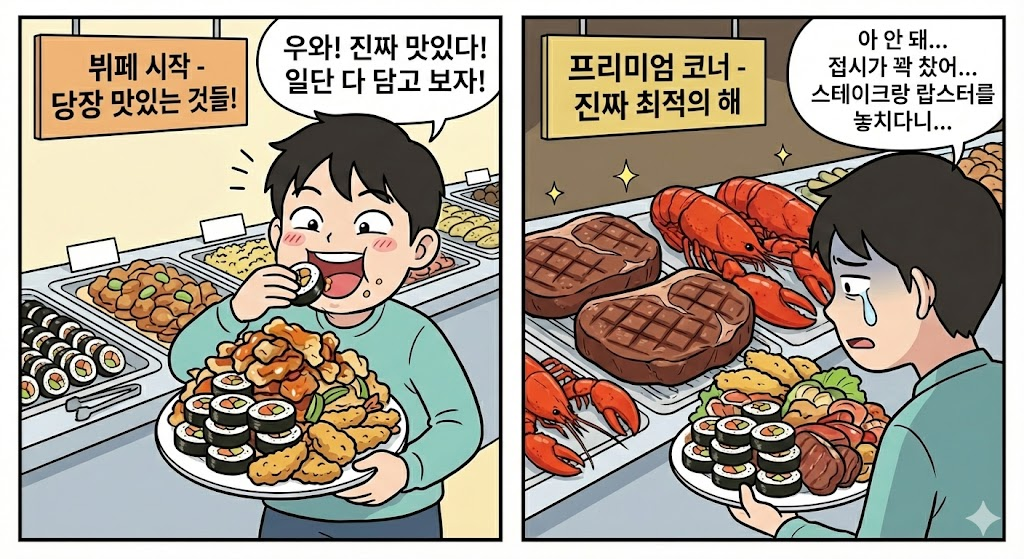 뷔페 시작 -
당장 맛있는 것들!
우와! 진짜 맛있다!
일단 다 담고 보자!
프리미엄 코너 -
진짜 최적의 해
아 안 돼...
접시가 꽉 찼어...
스테이크랑 랍스터를
놓치다니...